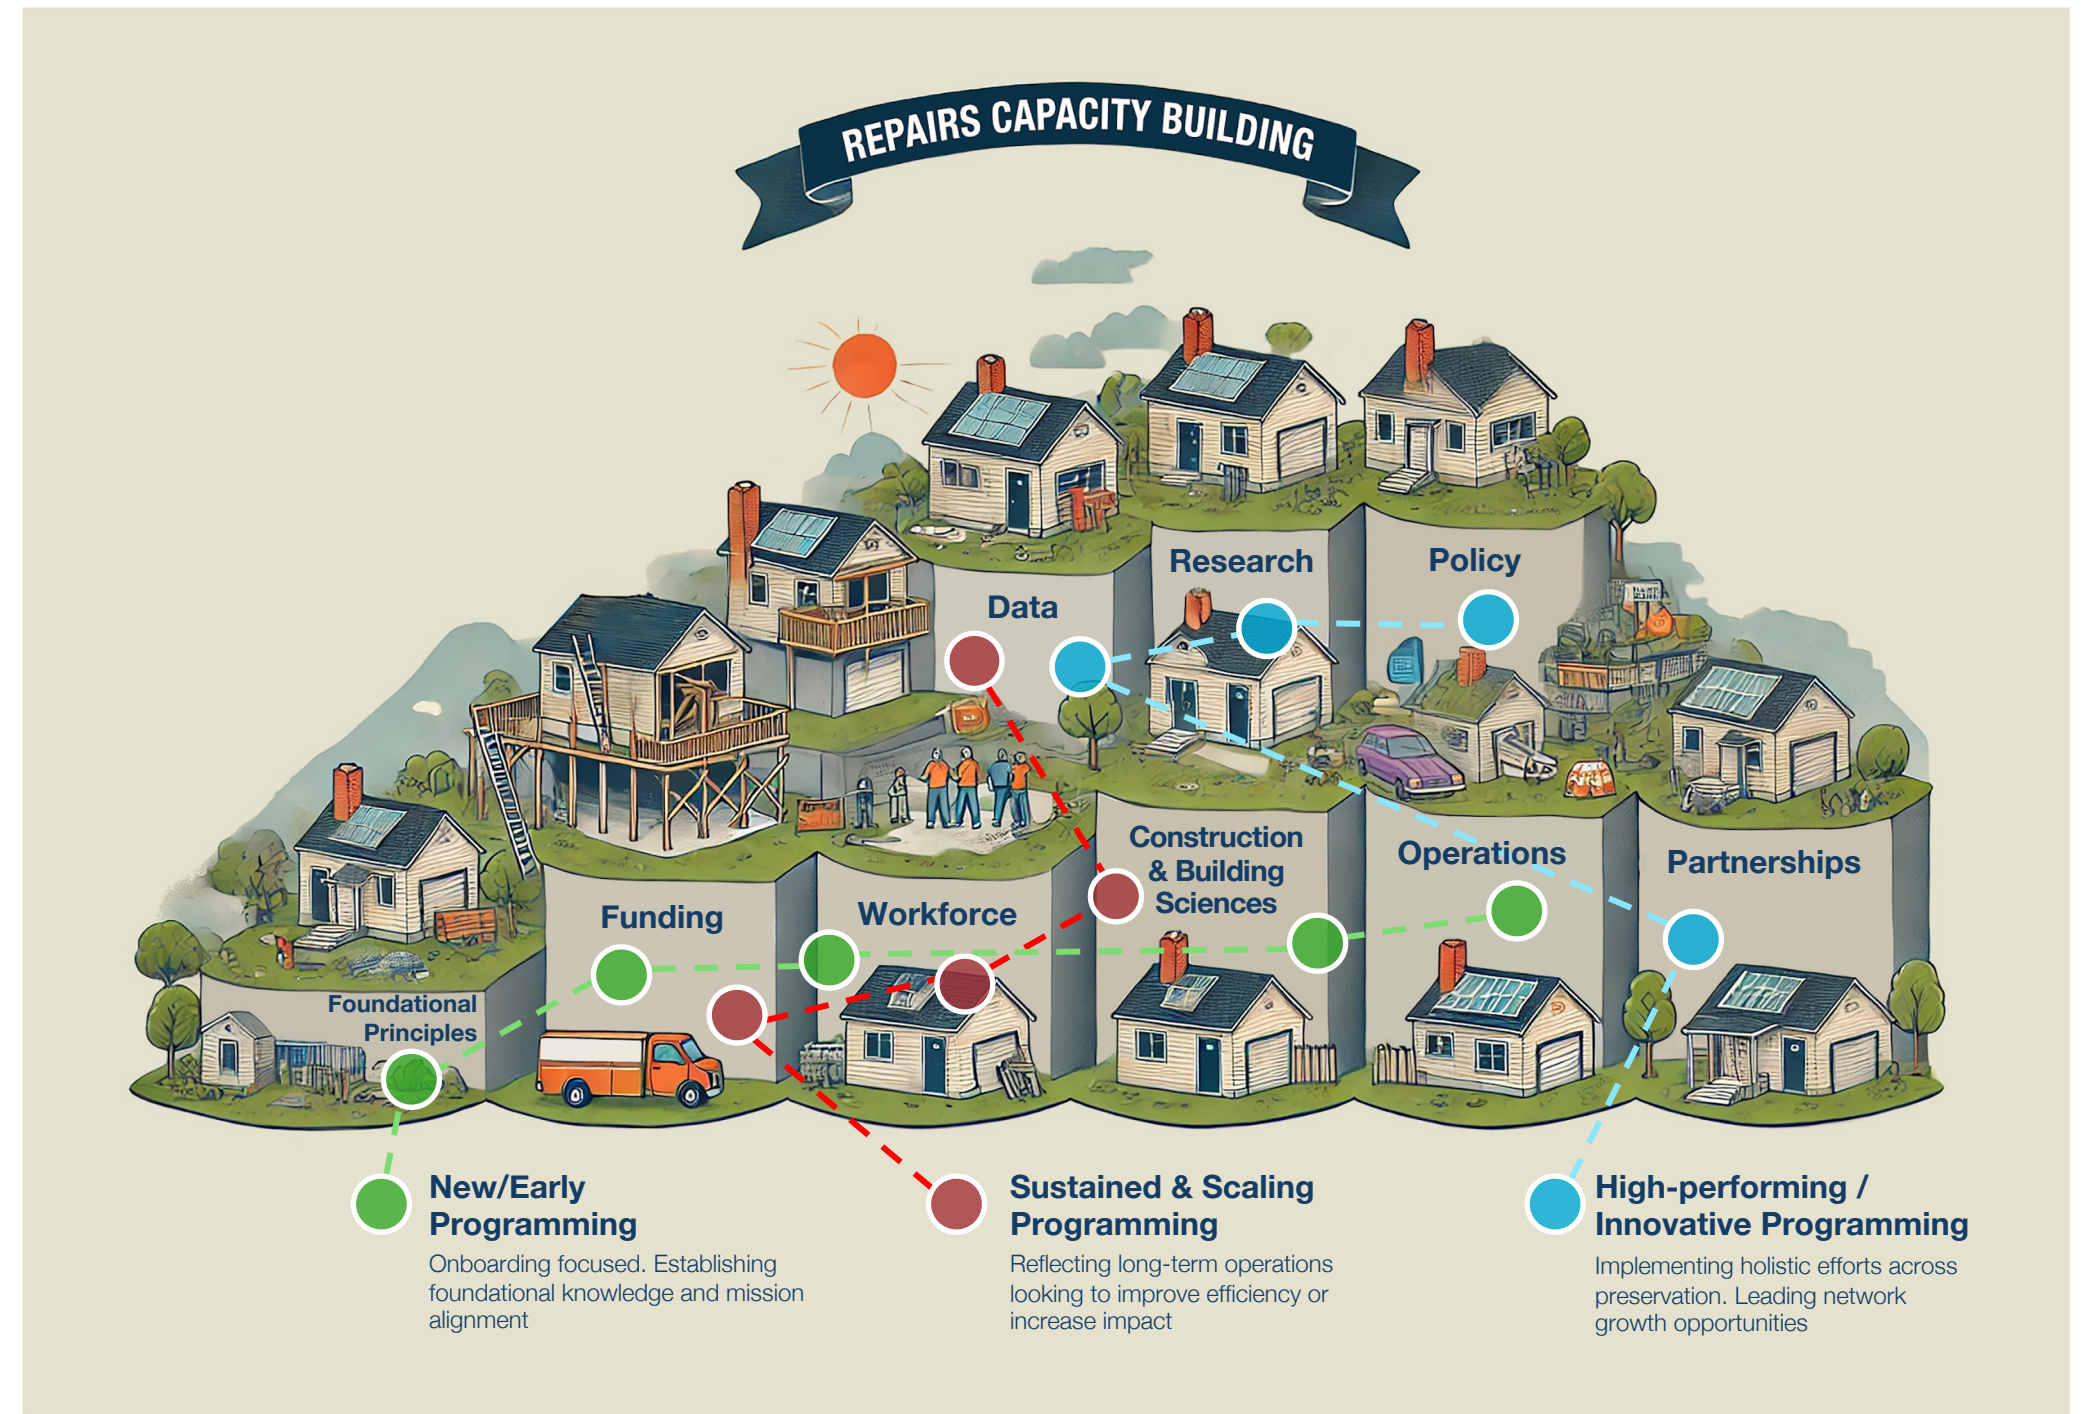 REPAIRS CAPACITY BUILDING
Research
Policy
Data
Construction
& Building
Sciences
Operations
Partnerships
Funding
Workforce
Foundational
Principles
New/Early
Programming
Onboarding focused. Establishing
foundational knowledge and mission
alignment
Sustained & Scaling
Programming
Reflecting long-term operations
looking to improve efficiency or
increase impact
High-performing /
Innovative Programming
Implementing holistic efforts across
preservation. Leading network
growth opportunities